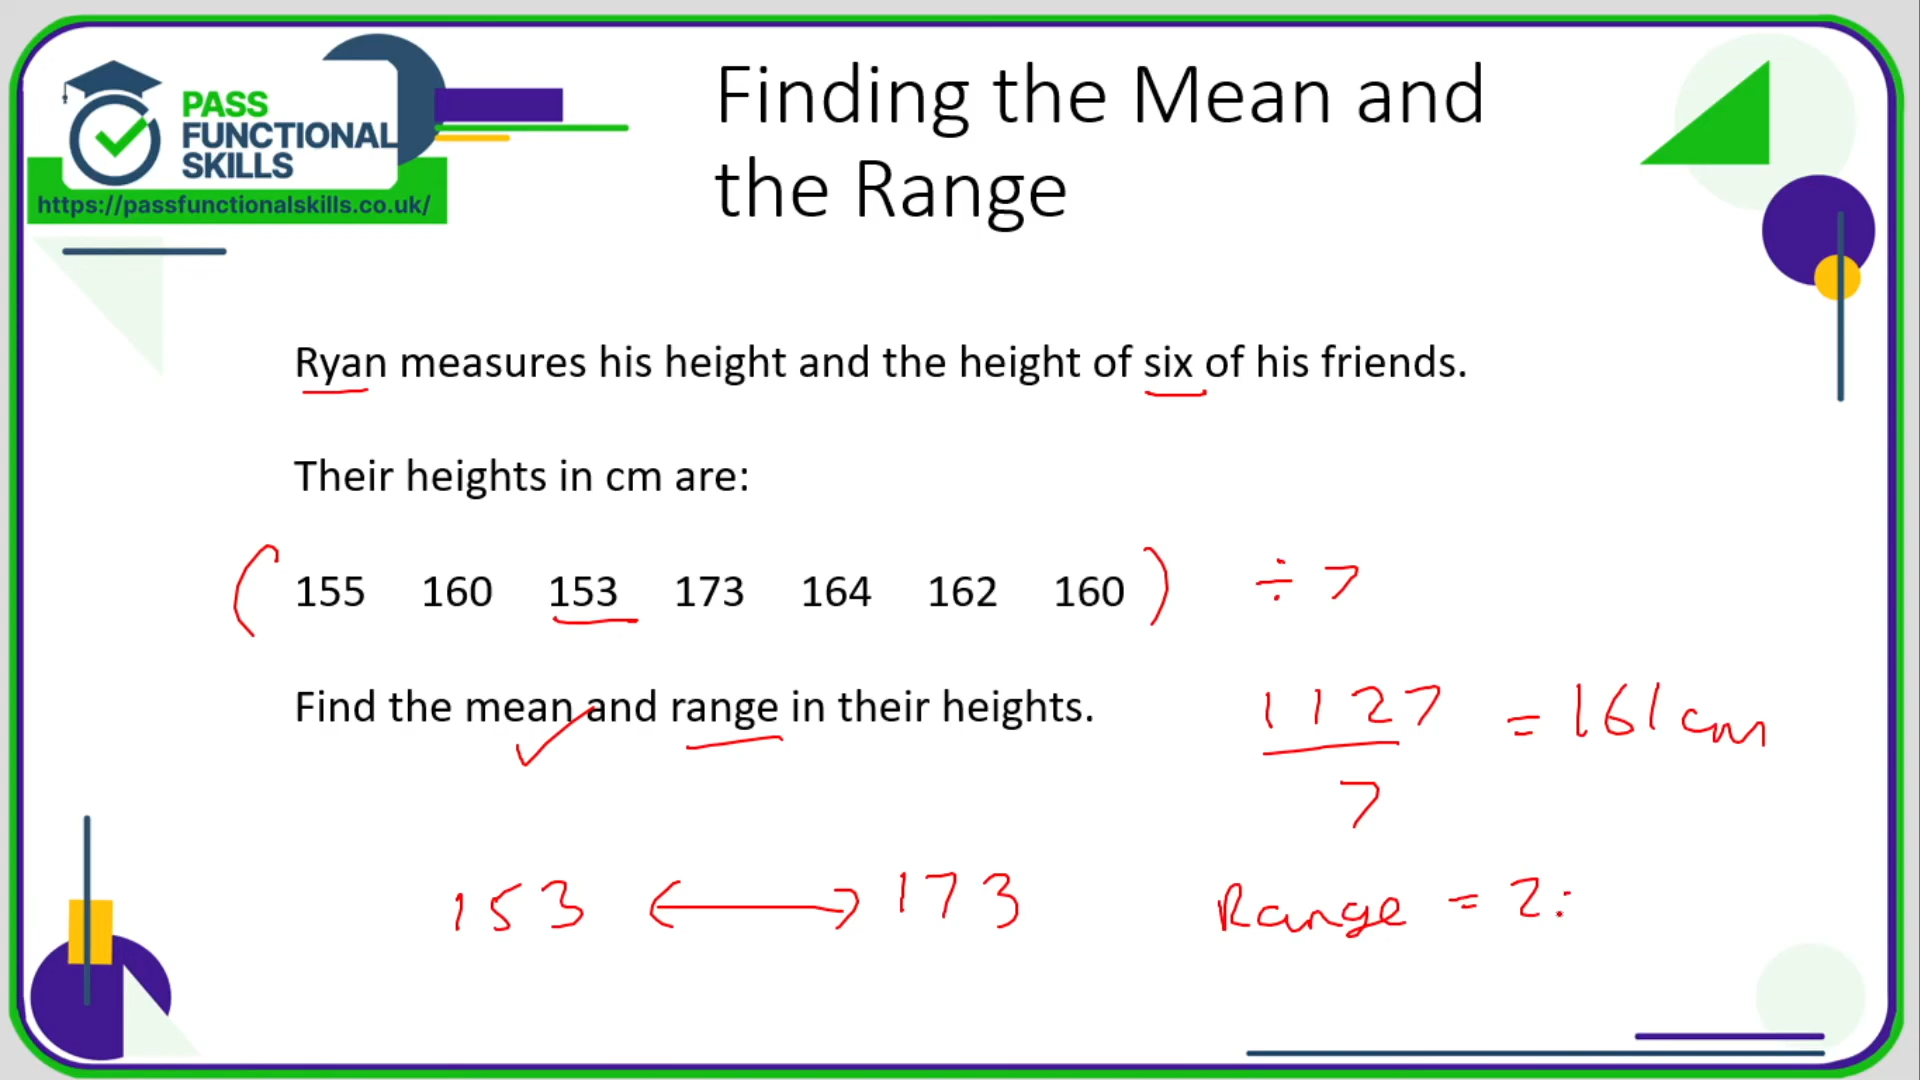 PASS
FUNCTIONAL
SKILLS
https://passfunctionalskills.co.uk/
Finding the Mean and
the Range
Ryan measures his height and the height of six of his friends.
Their heights in cm are:
( 155 160 153 173 164 162 160 ) ÷ 7
Find the mean and range in their heights.
1127
7
= 161cm
153 ⟷ 173
Range = 2